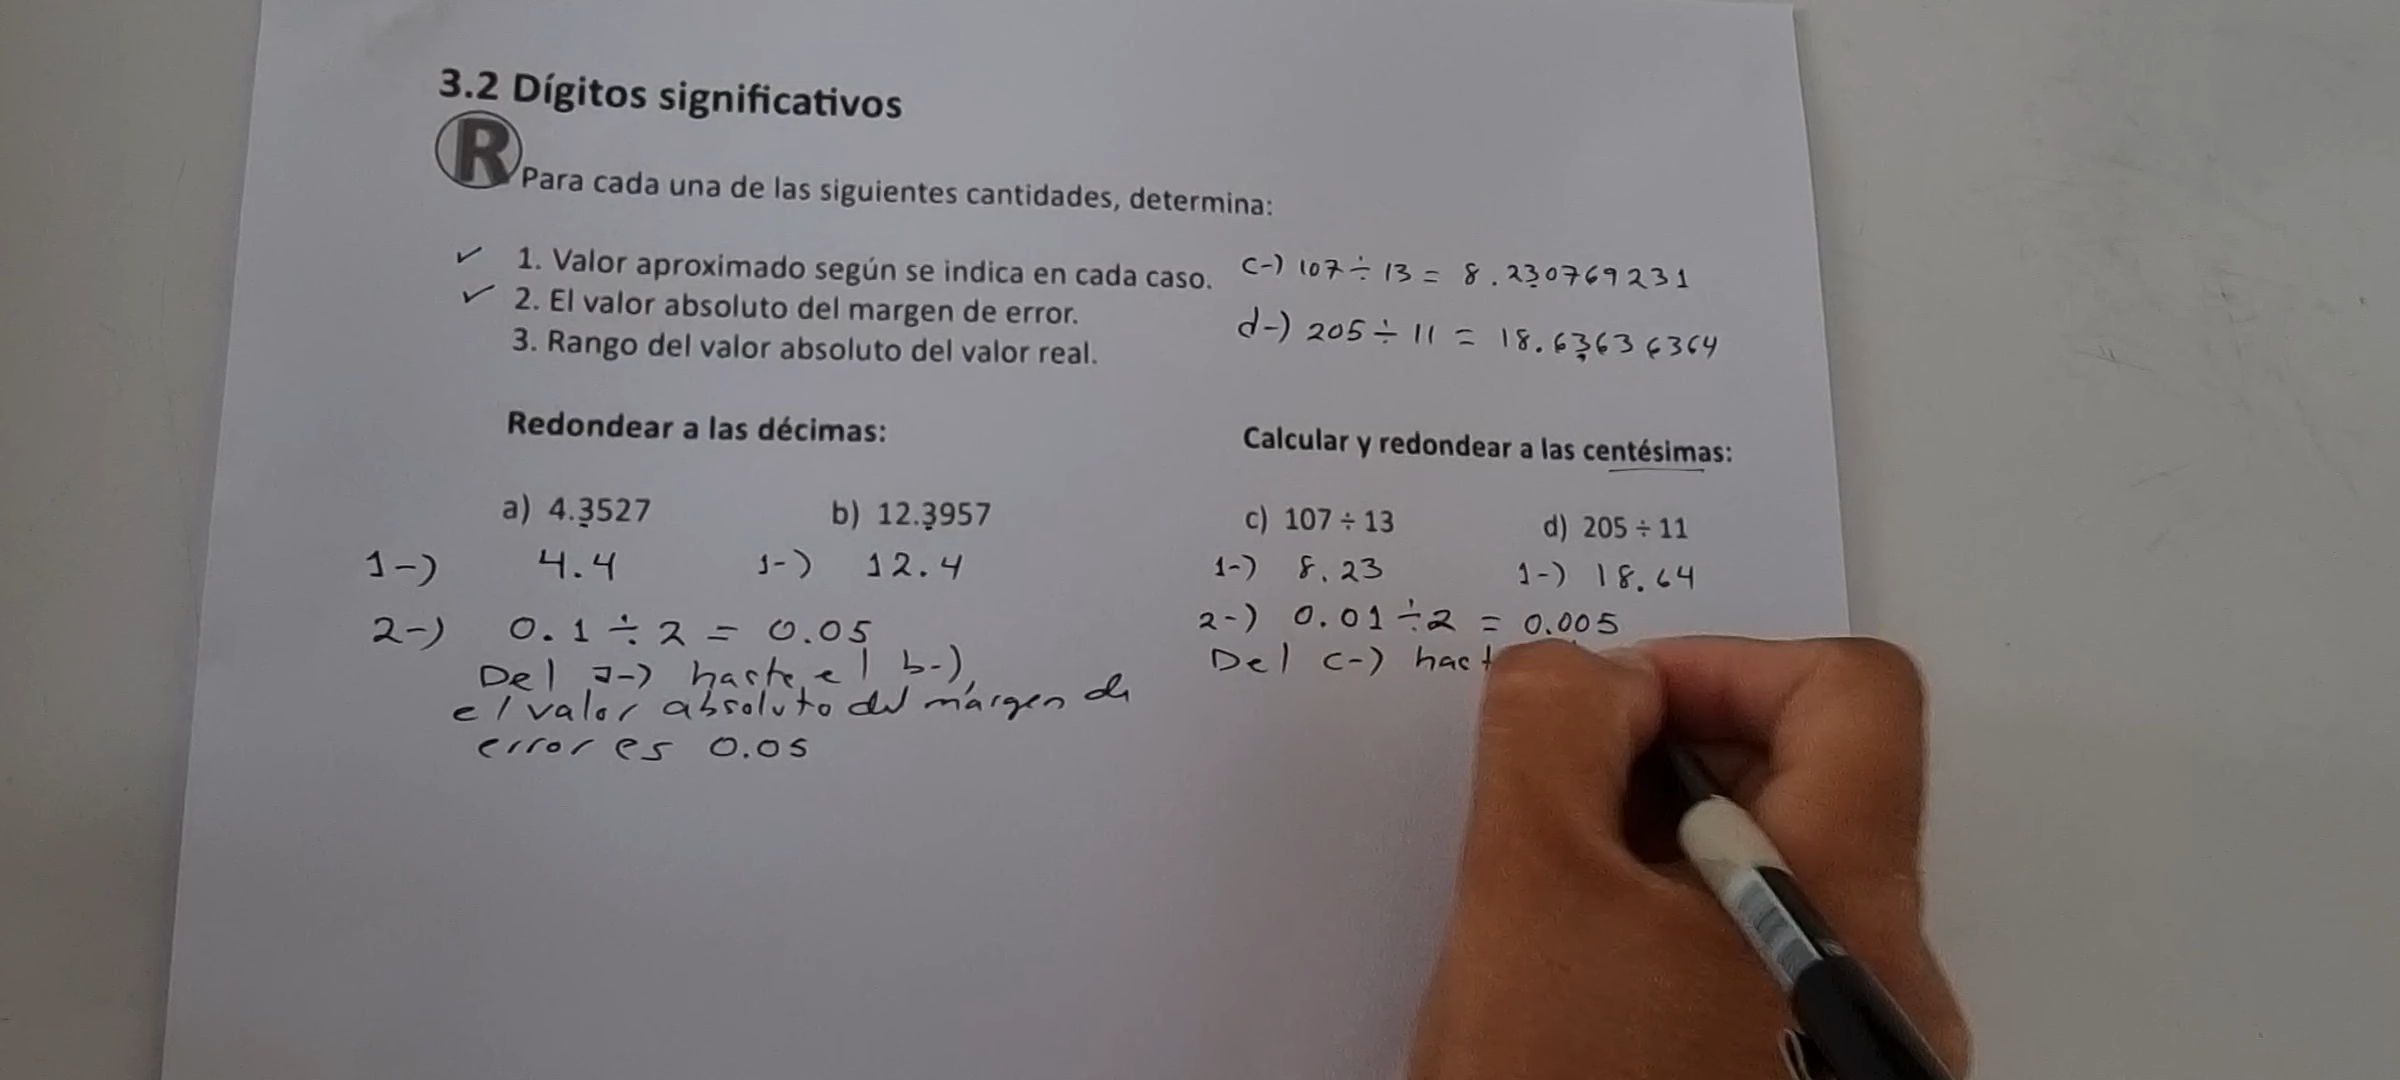 3.2 Dígitos significativos
R
Para cada una de las siguientes cantidades, determina:
✓ 1. Valor aproximado según se indica en cada caso.
✓ 2. El valor absoluto del margen de error.
3. Rango del valor absoluto del valor real.
c-) 107 ÷ 13 = 8.230769231
d-) 205 ÷ 11 = 18.63636364
Redondear a las décimas:
a) 4.3527 b) 12.3957
1-) 4.4 1-) 12.4
2-) 0.1 ÷ 2 = 0.05
Del a-) hasta el b-),
el valor absoluto del márgen de
error es 0.05
Calcular y redondear a las centésimas:
c) 107 ÷ 13 d) 205 ÷ 11
1-) 8.23 1-) 18.64
2-) 0.01 ÷ 2 = 0.005
Del c-) hast